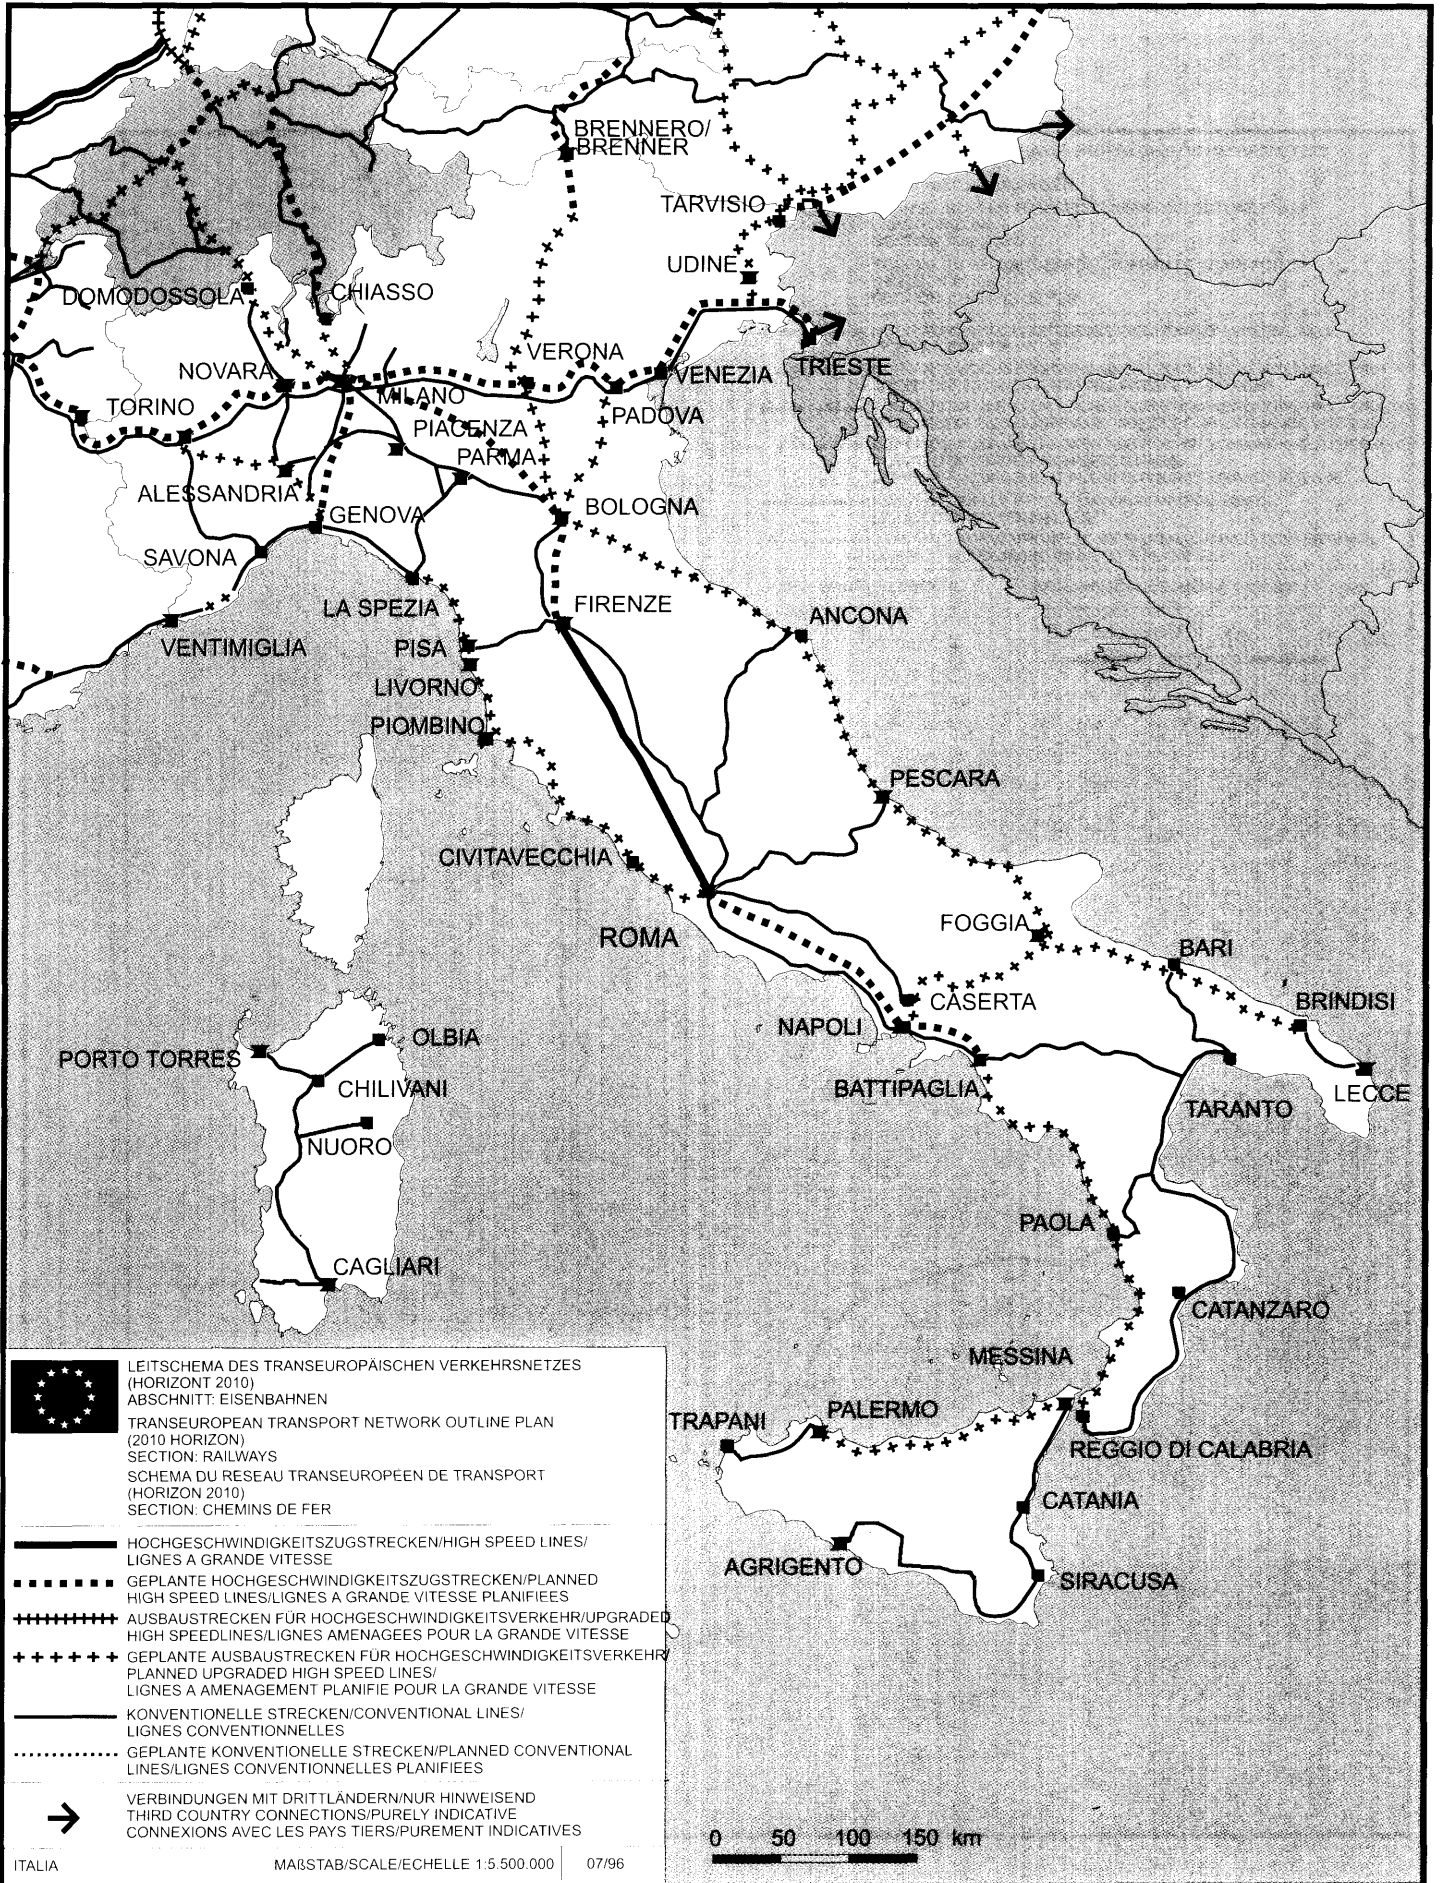 BRENNERO/
BRENNER
TARVISIO
UDINE
DOMODOSSOLA
CHIASSO
VERONA
NOVARA
TRIESTE
VENEZIA
MILANO
TORINO
PADOVA
PIACENZA
PARMA
ALESSANDRIA
GENOVA
BOLOGNA
SAVONA
LA SPEZIA
FIRENZE
ANCONA
VENTIMIGLIA
PISA
LIVORNO
PIOMBINO
PESCARA
CIVITAVECCHIA
ROMA
FOGGIA
BARI
CASERTA
BRINDISI
NAPOLI
OLBIA
PORTO TORRES
CHILIVANI
BATTIPAGLIA
LECCE
TARANTO
NUORO
PAOLA
CAGLIARI
CATANZARO
MESSINA
TRAPANI
PALERMO
REGGIO DI CALABRIA
CATANIA
AGRIGENTO
SIRACUSA
LEITSCHEMA DES TRANSEUROPÄISCHEN VERKEHRSNETZES
(HORIZONT 2010)
ABSCHNITT: EISENBAHNEN
TRANSEUROPEAN TRANSPORT NETWORK OUTLINE PLAN
(2010 HORIZON)
SECTION: RAILWAYS
SCHEMA DU RESEAU TRANSEUROPEEN DE TRANSPORT
(HORIZON 2010)
SECTION: CHEMINS DE FER
HOCHGESCHWINDIGKEITSZUGSTRECKEN/HIGH SPEED LINES/
LIGNES A GRANDE VITESSE
GEPLANTE HOCHGESCHWINDIGKEITSZUGSTRECKEN/PLANNED
HIGH SPEED LINES/LIGNES A GRANDE VITESSE PLANIFIEES
AUSBAUSTRECKEN FÜR HOCHGESCHWINDIGKEITSVERKEHR/UPGRADED
HIGH SPEEDLINES/LIGNES AMENAGEES POUR LA GRANDE VITESSE
GEPLANTE AUSBAUSTRECKEN FÜR HOCHGESCHWINDIGKEITSVERKEHR/
PLANNED UPGRADED HIGH SPEED LINES/
LIGNES A AMENAGEMENT PLANIFIE POUR LA GRANDE VITESSE
KONVENTIONELLE STRECKEN/CONVENTIONAL LINES/
LIGNES CONVENTIONNELLES
GEPLANTE KONVENTIONELLE STRECKEN/PLANNED CONVENTIONAL
LINES/LIGNES CONVENTIONNELLES PLANIFIEES
VERBINDUNGEN MIT DRITTLÄNDERN/NUR HINWEISEND
THIRD COUNTRY CONNECTIONS/PURELY INDICATIVE
CONNEXIONS AVEC LES PAYS TIERS/PUREMENT INDICATIVES
0 50 100 150 km
ITALIA MAßSTAB/SCALE/ECHELLE 1:5.500.000 07/96